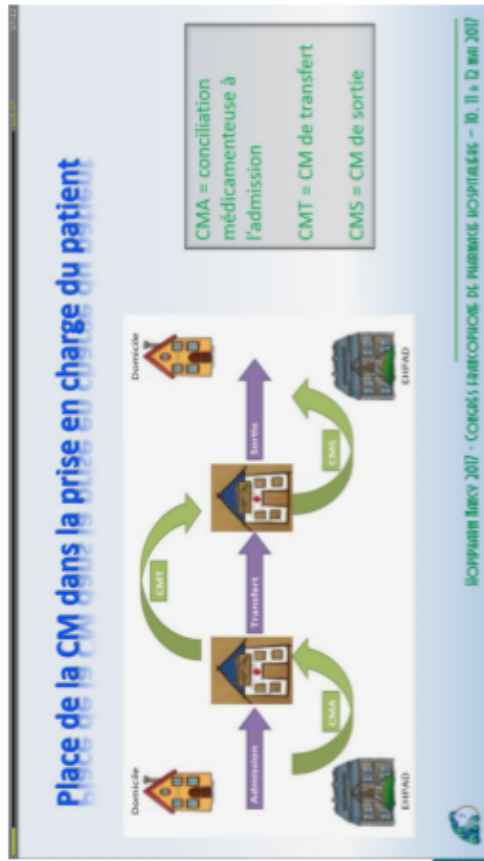 Place de la CM dans la prise en charge du patient
Domicile
Domicile
CMT
Admission
Transfert
Sortie
CMA
CMS
EHPAD
EHPAD
CMA = conciliation
médicamenteuse à
l'admission
CMT = CM de transfert
CMS = CM de sortie
HOPIPHARM NANCY 2017 - CONGRÈS FRANCOPHONE DE PHARMACIE HOSPITALIÈRE - 10, 11 & 12 MAI 2017